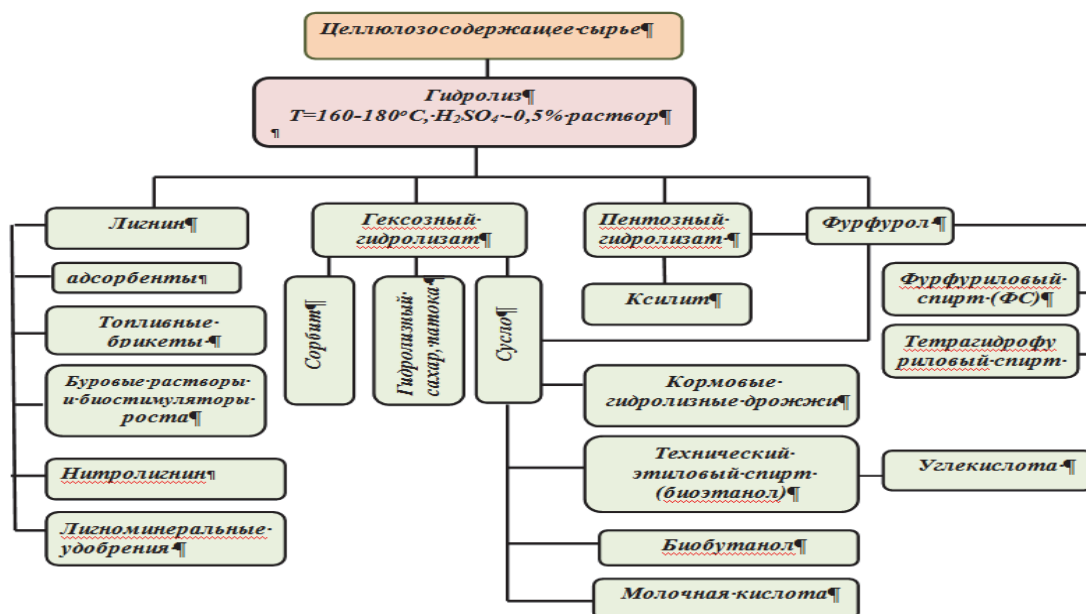 Целлюлозосодержащее·сырье¶
Гидролиз¶
T=160-180°С,·H₂SO₄·-0,5%·раствор¶
¶
Лигнин¶
адсорбенты¶
Топливные·
брикеты·¶
Буровые·растворы·
и·биостимуляторы·
роста¶
Нитролигнин¶
Лигноминеральные·
удобрения·¶
Гексозный·
гидролизат¶
Сорбит¶
Гидролизный·
сахар,·патока¶
Сусло¶
Пентозный·
гидролизат·¶
Ксилит¶
Кормовые·
гидролизные·дрожжи¶
Технический·
этиловый·спирт·
(биоэтанол)¶
Биобутанол¶
Молочная·кислота¶
Фурфурол·¶
Фурфуриловый·
спирт·(ФС)¶
Тетрагидрофу
риловый·спирт·
Углекислота·¶